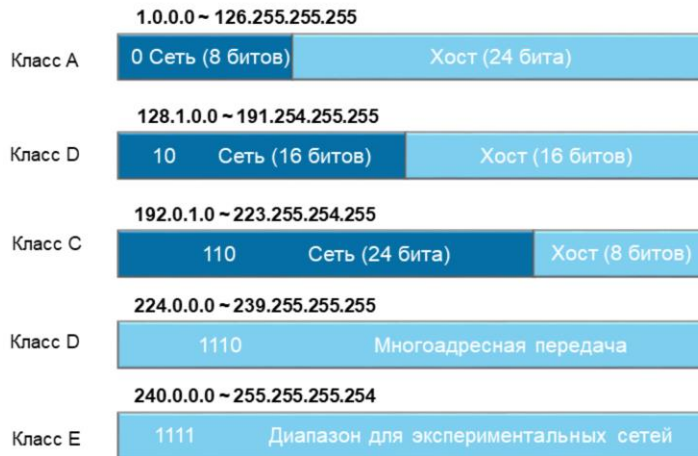 1.0.0.0 ~ 126.255.255.255
Класс A 0 Сеть (8 битов) Хост (24 бита)
128.1.0.0 ~ 191.254.255.255
Класс D 10 Сеть (16 битов) Хост (16 битов)
192.0.1.0 ~ 223.255.254.255
Класс C 110 Сеть (24 бита) Хост (8 битов)
224.0.0.0 ~ 239.255.255.255
Класс D 1110 Многоадресная передача
240.0.0.0 ~ 255.255.255.254
Класс E 1111 Диапазон для экспериментальных сетей